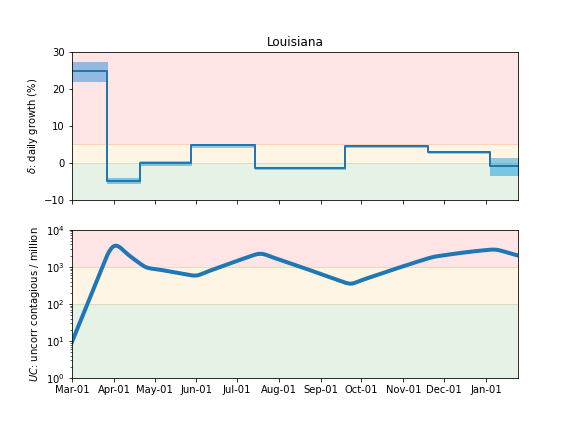 Louisiana
30
20
10
0
−10
δ: daily growth (%)
10⁴
10³
10²
10¹
10⁰
UC: uncorr contagious / million
Mar-01 Apr-01 May-01 Jun-01 Jul-01 Aug-01 Sep-01 Oct-01 Nov-01 Dec-01 Jan-01